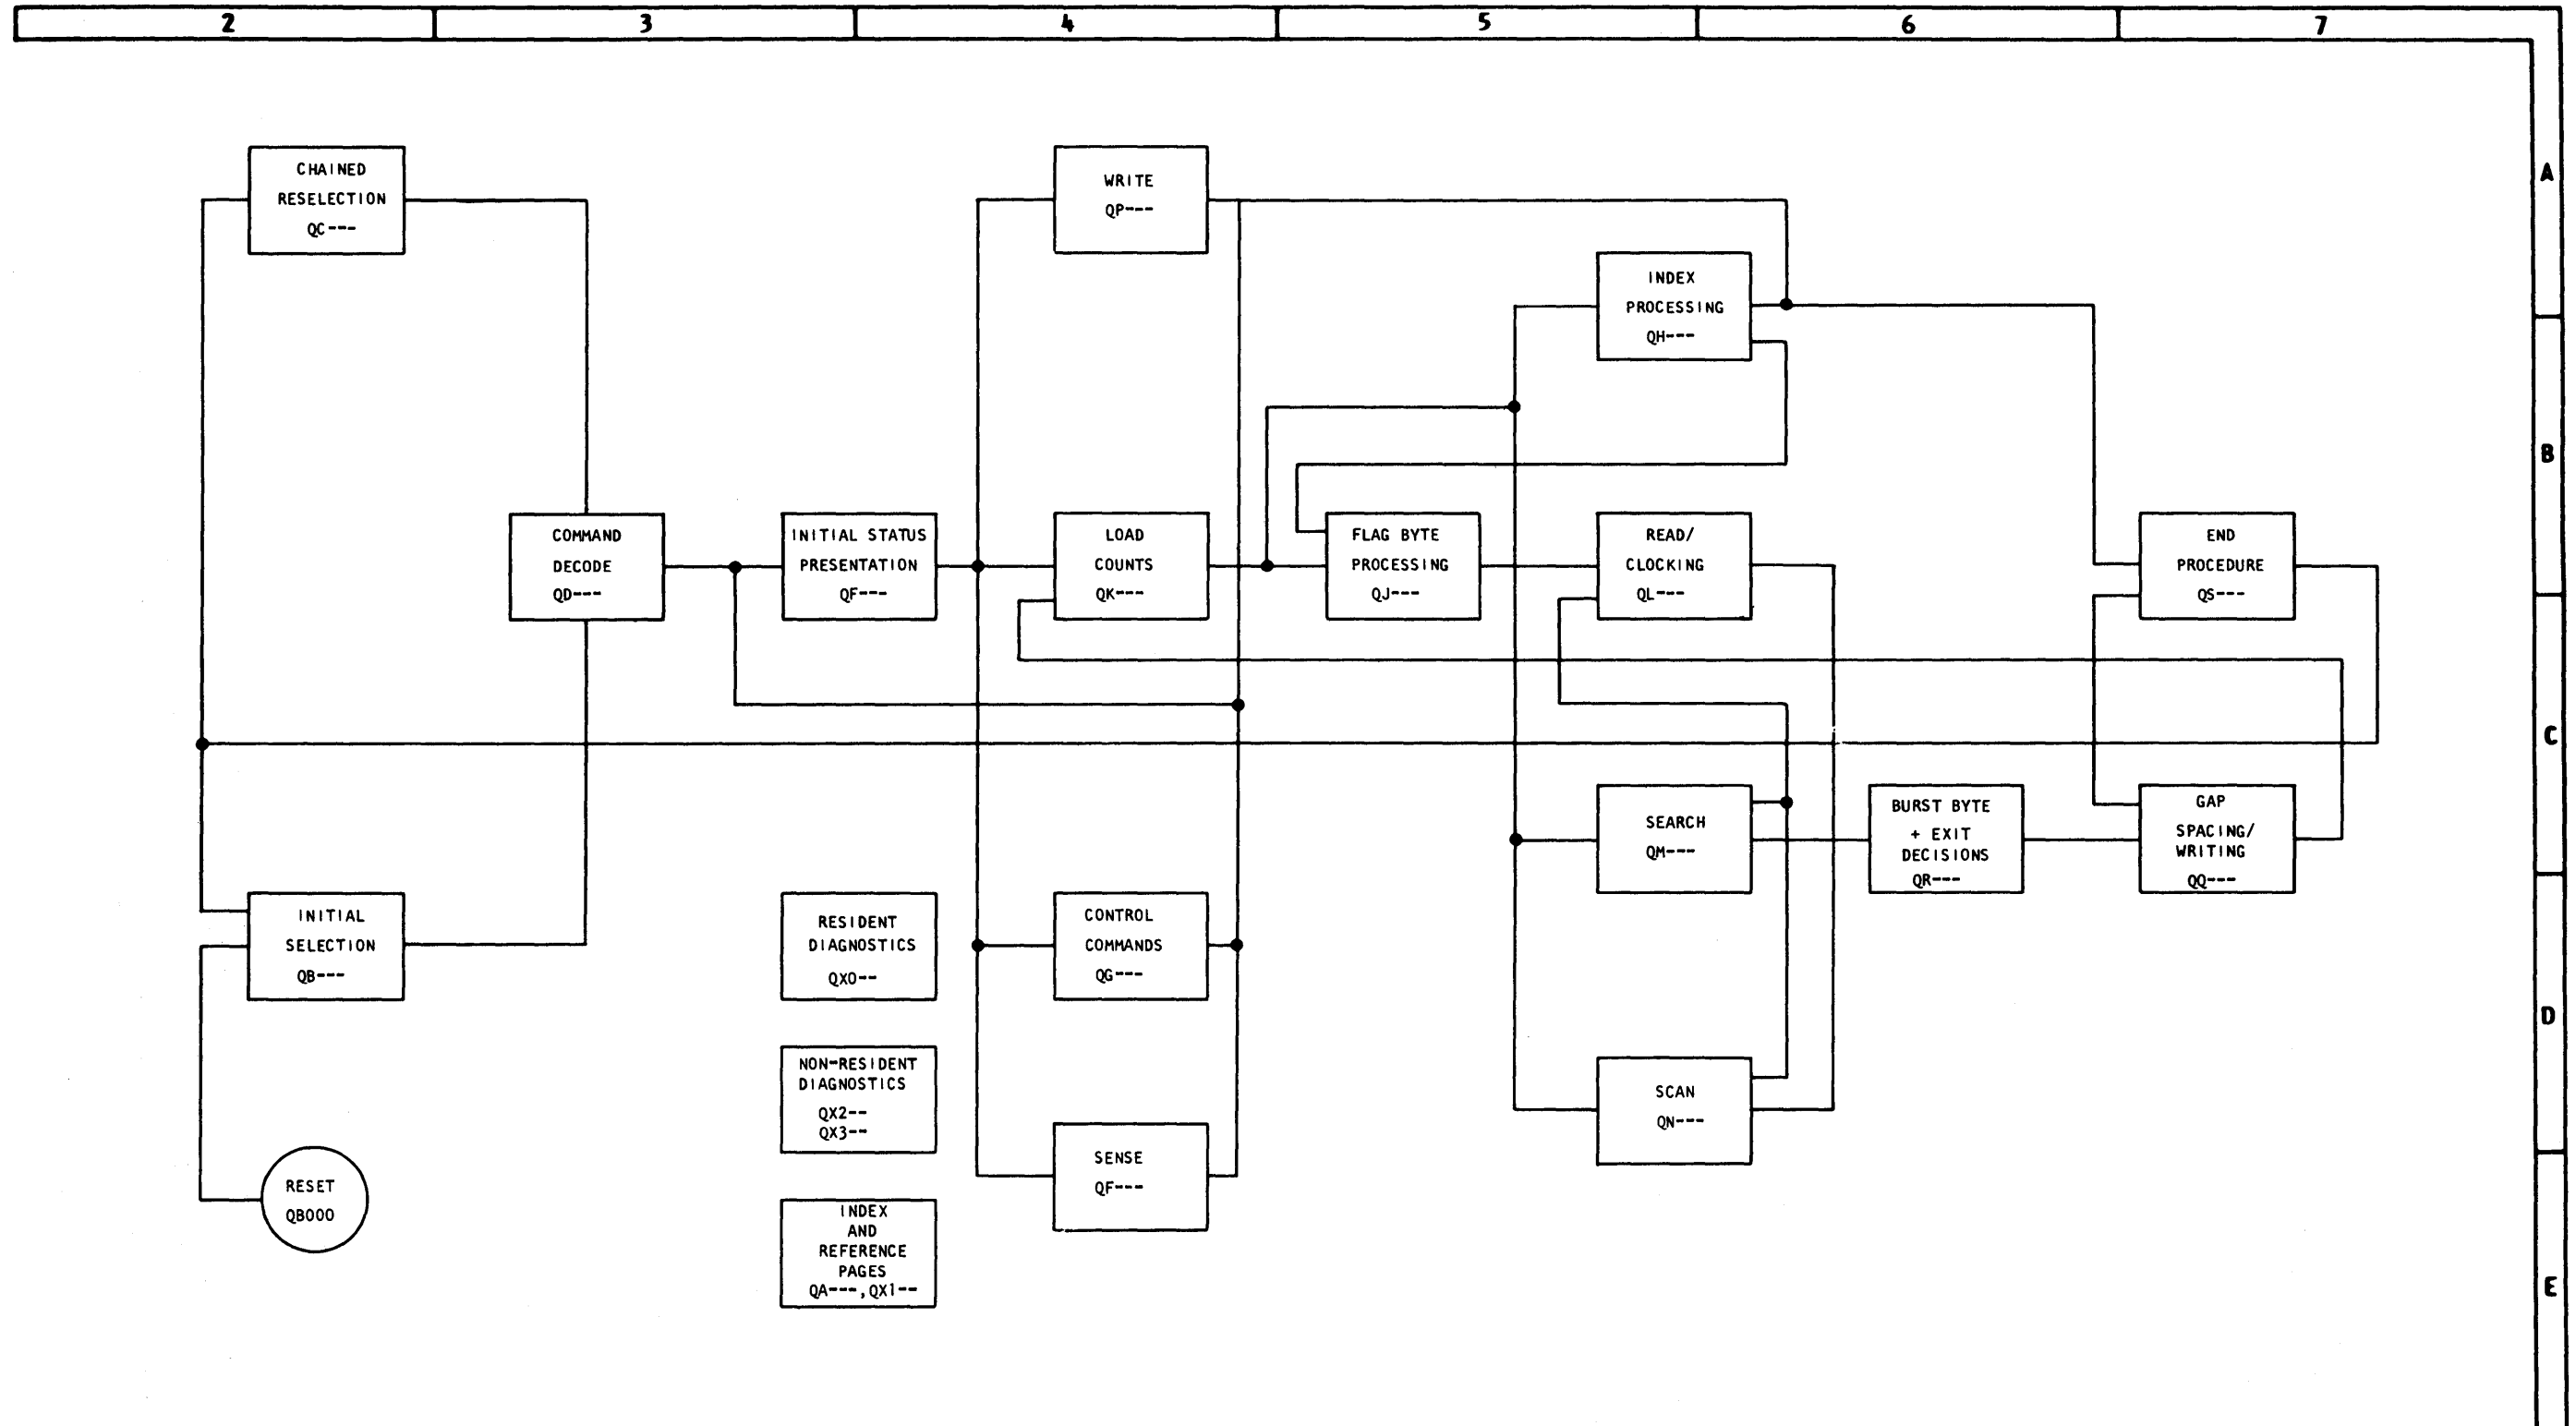 2 3 4 5 6 7
A
B
C
D
E
CHAINED
RESELECTION
QC---
WRITE
QP---
INDEX
PROCESSING
QH---
COMMAND
DECODE
QD---
INITIAL STATUS
PRESENTATION
QF---
LOAD
COUNTS
QK---
FLAG BYTE
PROCESSING
QJ---
READ/
CLOCKING
QL---
END
PROCEDURE
QS---
SEARCH
QM---
BURST BYTE
+ EXIT
DECISIONS
QR---
GAP
SPACING/
WRITING
QQ---
INITIAL
SELECTION
QB---
RESIDENT
DIAGNOSTICS
QX0--
CONTROL
COMMANDS
QG---
NON-RESIDENT
DIAGNOSTICS
QX2--
QX3--
SCAN
QN---
SENSE
QF---
RESET
QB000
INDEX
AND
REFERENCE
PAGES
QA---,QX1--